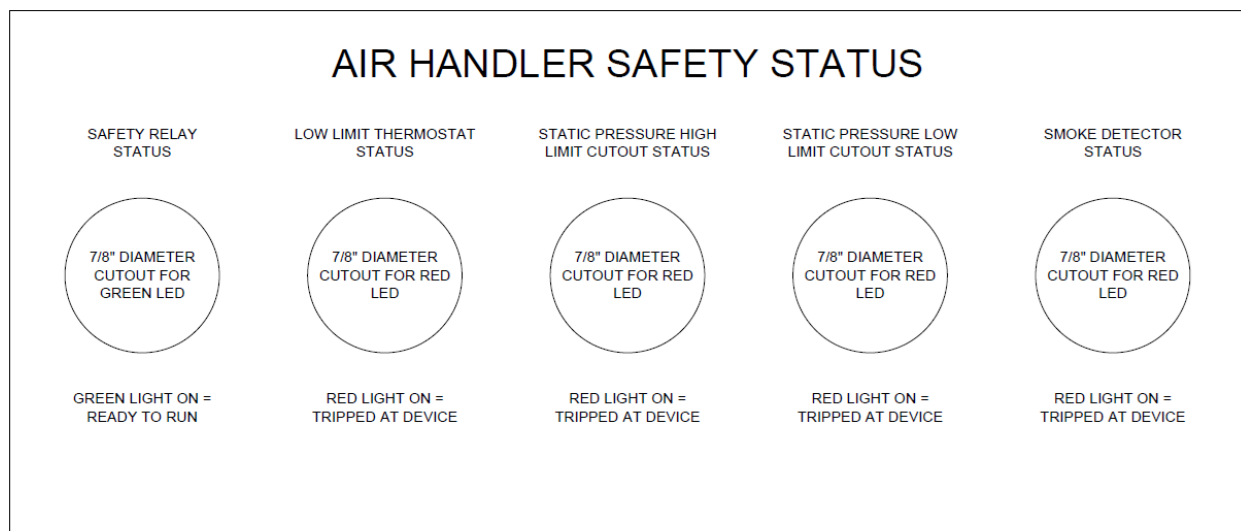 AIR HANDLER SAFETY STATUS
SAFETY RELAY
STATUS
LOW LIMIT THERMOSTAT
STATUS
STATIC PRESSURE HIGH
LIMIT CUTOUT STATUS
STATIC PRESSURE LOW
LIMIT CUTOUT STATUS
SMOKE DETECTOR
STATUS
7/8" DIAMETER
CUTOUT FOR
GREEN LED
7/8" DIAMETER
CUTOUT FOR RED
LED
7/8" DIAMETER
CUTOUT FOR RED
LED
7/8" DIAMETER
CUTOUT FOR RED
LED
7/8" DIAMETER
CUTOUT FOR RED
LED
GREEN LIGHT ON =
READY TO RUN
RED LIGHT ON =
TRIPPED AT DEVICE
RED LIGHT ON =
TRIPPED AT DEVICE
RED LIGHT ON =
TRIPPED AT DEVICE
RED LIGHT ON =
TRIPPED AT DEVICE